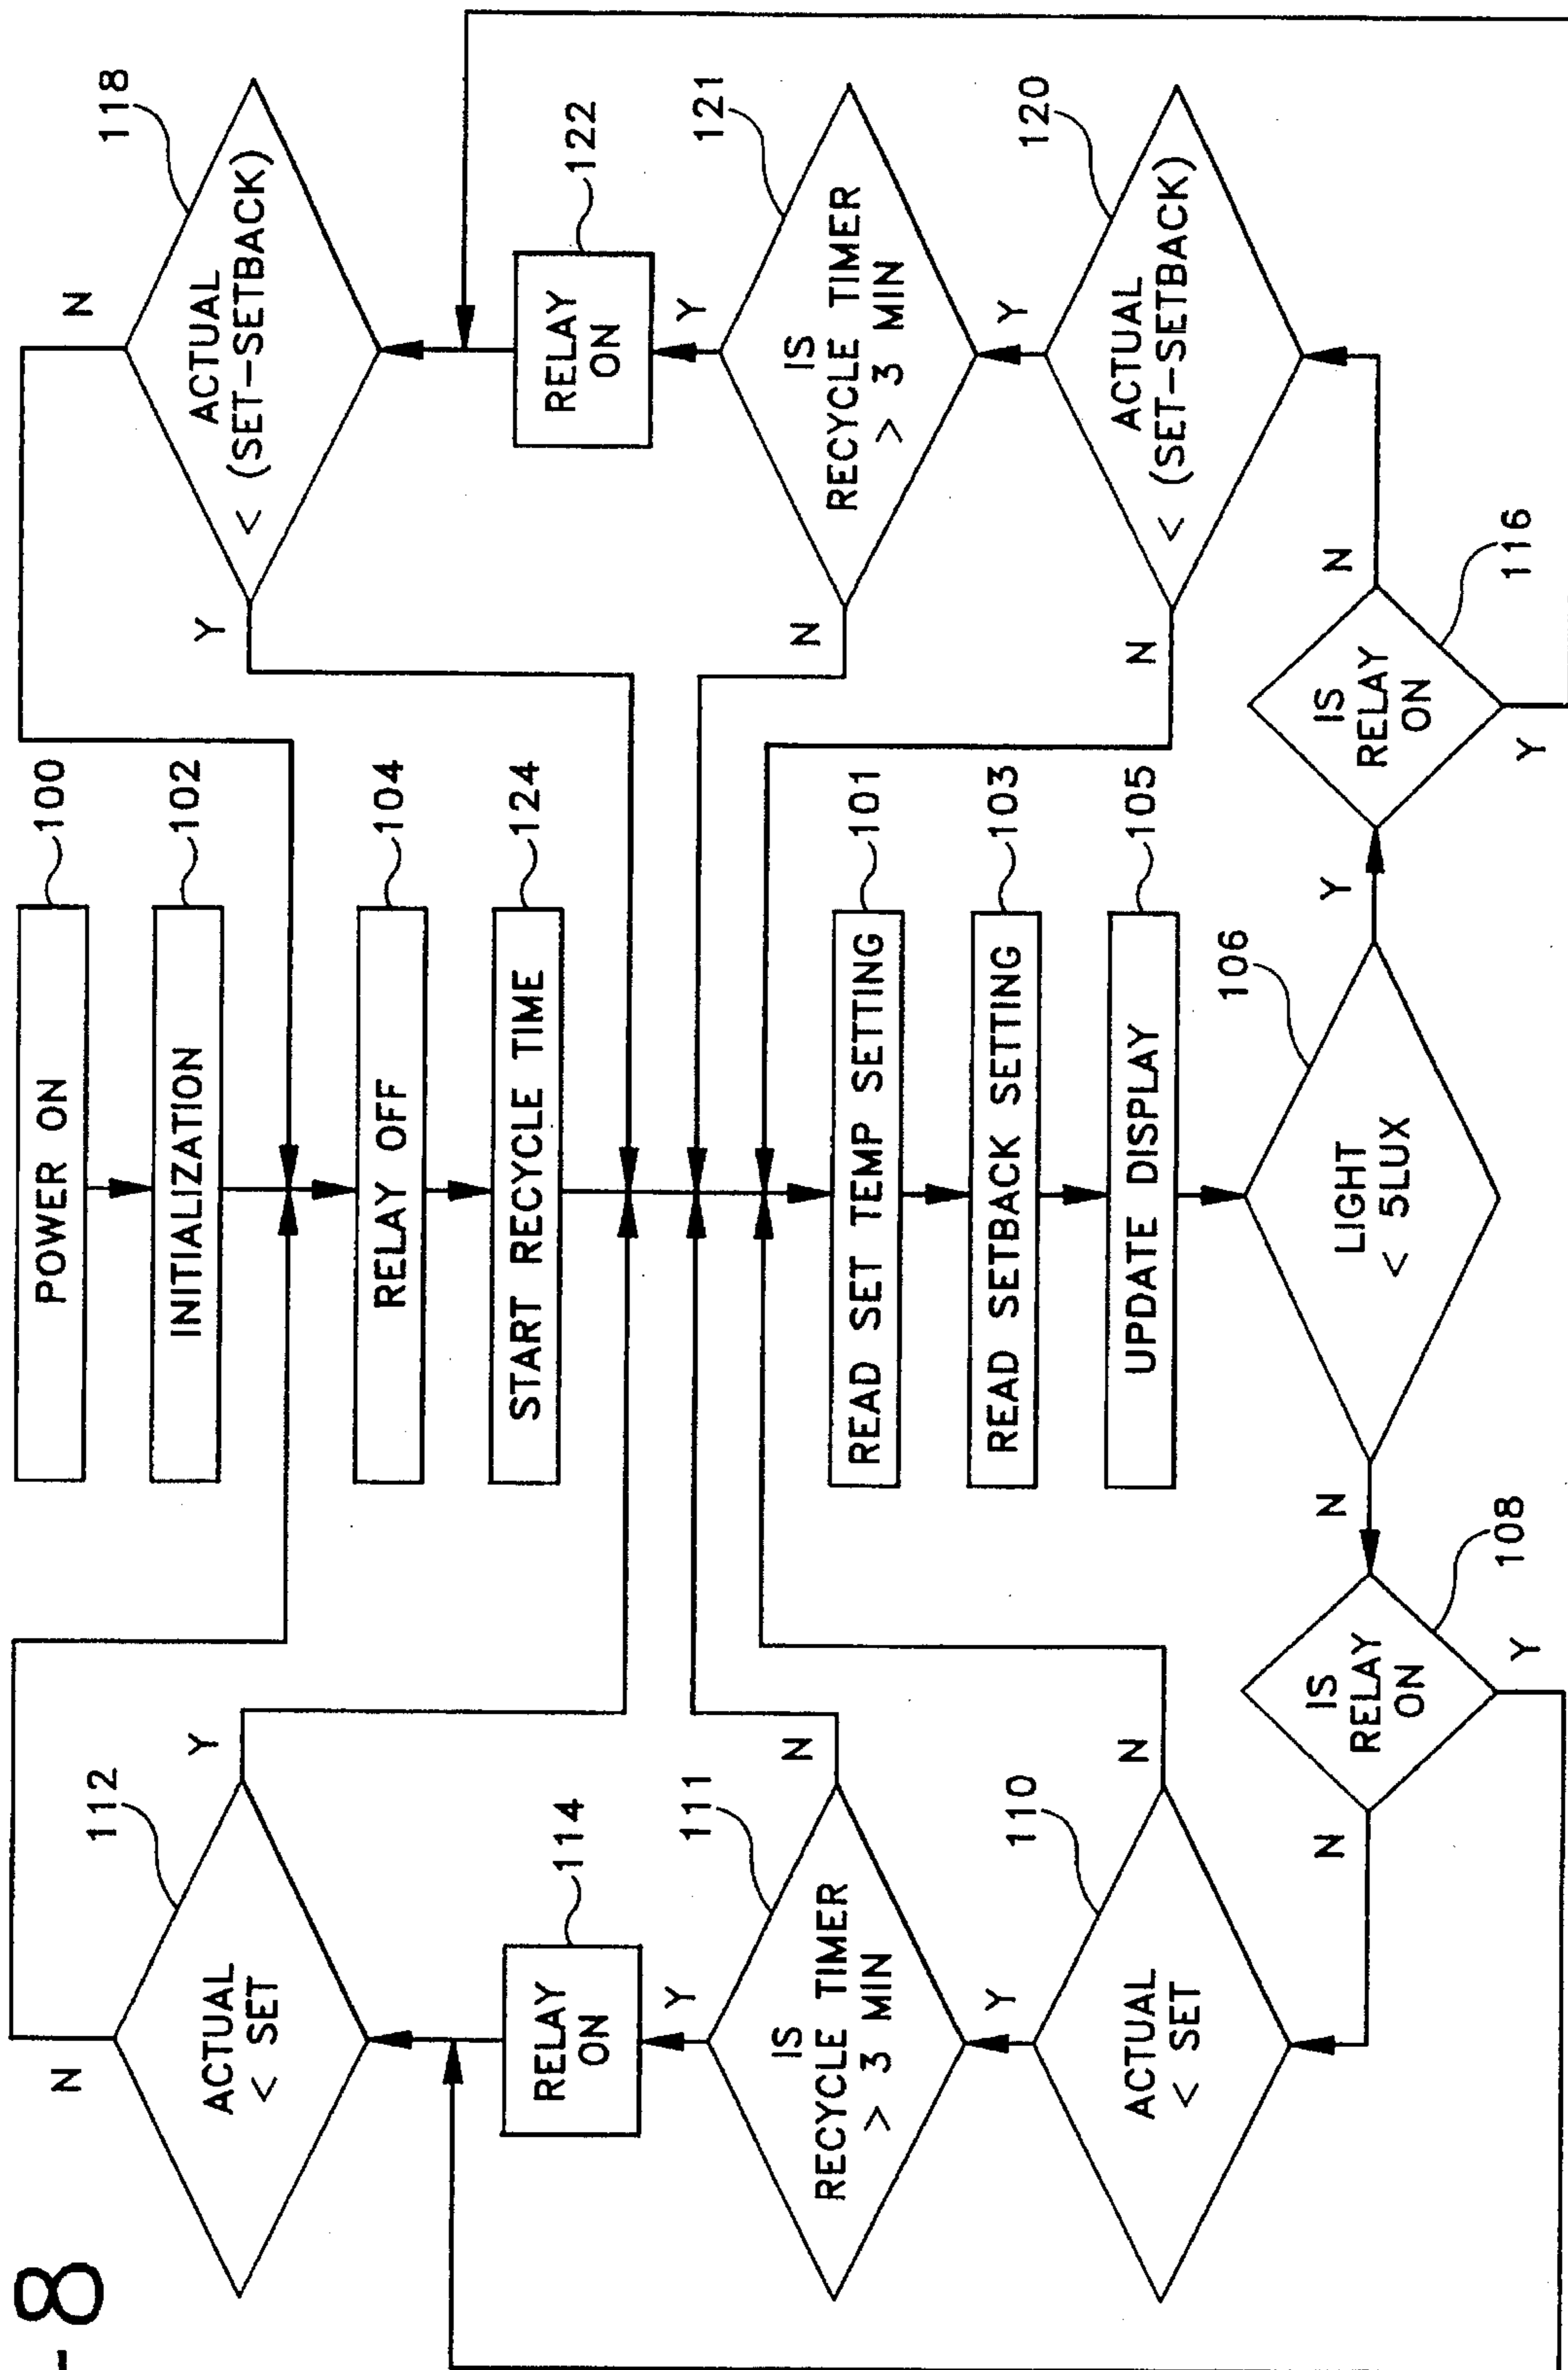 -8
POWER ON
100
INITIALIZATION
102
RELAY OFF
104
START RECYCLE TIME
124
READ SET TEMP SETTING
101
READ SETBACK SETTING
103
UPDATE DISPLAY
105
LIGHT
< 5LUX
106
N
Y
IS
RELAY
ON
108
N
Y
ACTUAL
< SET
110
N
Y
IS
RECYCLE TIMER
> 3 MIN
111
N
Y
RELAY
ON
114
ACTUAL
< SET
112
N
Y
IS
RELAY
ON
116
N
Y
ACTUAL
< (SET-SETBACK)
120
N
Y
IS
RECYCLE TIMER
> 3 MIN
121
N
Y
RELAY
ON
122
ACTUAL
< (SET-SETBACK)
118
N
Y